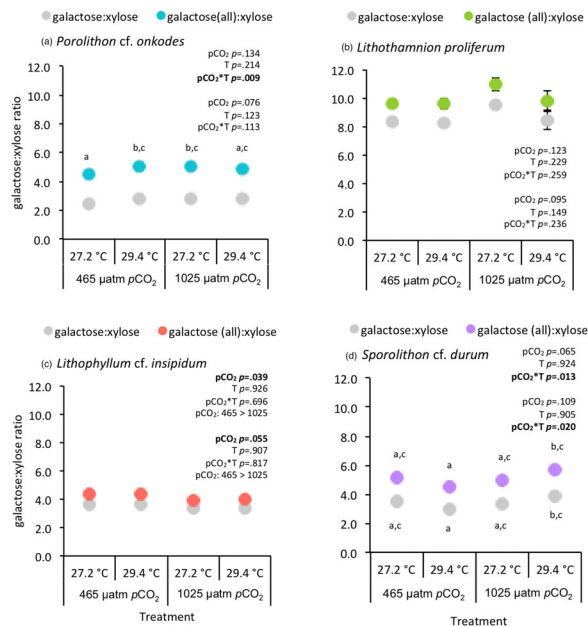 galactose:xylose galactose(all):xylose
(a) Porolithon cf. onkodes
pCO₂ p=.134
T p=.214
pCO₂*T p=.009
pCO₂ p=.076
T p=.123
pCO₂*T p=.113
galactose:xylose ratio
12.0
10.0
8.0
6.0
4.0
2.0
0.0
a b,c b,c a,c
27.2 °C 29.4 °C 27.2 °C 29.4 °C
465 µatm pCO₂ 1025 µatm pCO₂
galactose:xylose galactose (all):xylose
(b) Lithothamnion proliferum
12.0
10.0
8.0
6.0
4.0
2.0
0.0
pCO₂ p=.123
T p=.229
pCO₂*T p=.259
pCO₂ p=.095
T p=.149
pCO₂*T p=.236
27.2 °C 29.4 °C 27.2 °C 29.4 °C
465 µatm pCO₂ 1025 µatm pCO₂
galactose:xylose galactose (all):xylose
(c) Lithophyllum cf. insipidum
pCO₂ p=.039
T p=.926
pCO₂*T p=.696
pCO₂: 465 > 1025
pCO₂ p=.055
T p=.907
pCO₂*T p=.817
pCO₂: 465 > 1025
galactose:xylose ratio
12.0
10.0
8.0
6.0
4.0
2.0
0.0
27.2 °C 29.4 °C 27.2 °C 29.4 °C
465 µatm pCO₂ 1025 µatm pCO₂
Treatment
galactose:xylose galactose (all):xylose
(d) Sporolithon cf. durum
pCO₂ p=.065
T p=.924
pCO₂*T p=.013
pCO₂ p=.109
T p=.905
pCO₂*T p=.020
12.0
10.0
8.0
6.0
4.0
2.0
0.0
a,c a a,c b,c
a,c a a,c b,c
27.2 °C 29.4 °C 27.2 °C 29.4 °C
465 µatm pCO₂ 1025 µatm pCO₂
Treatment